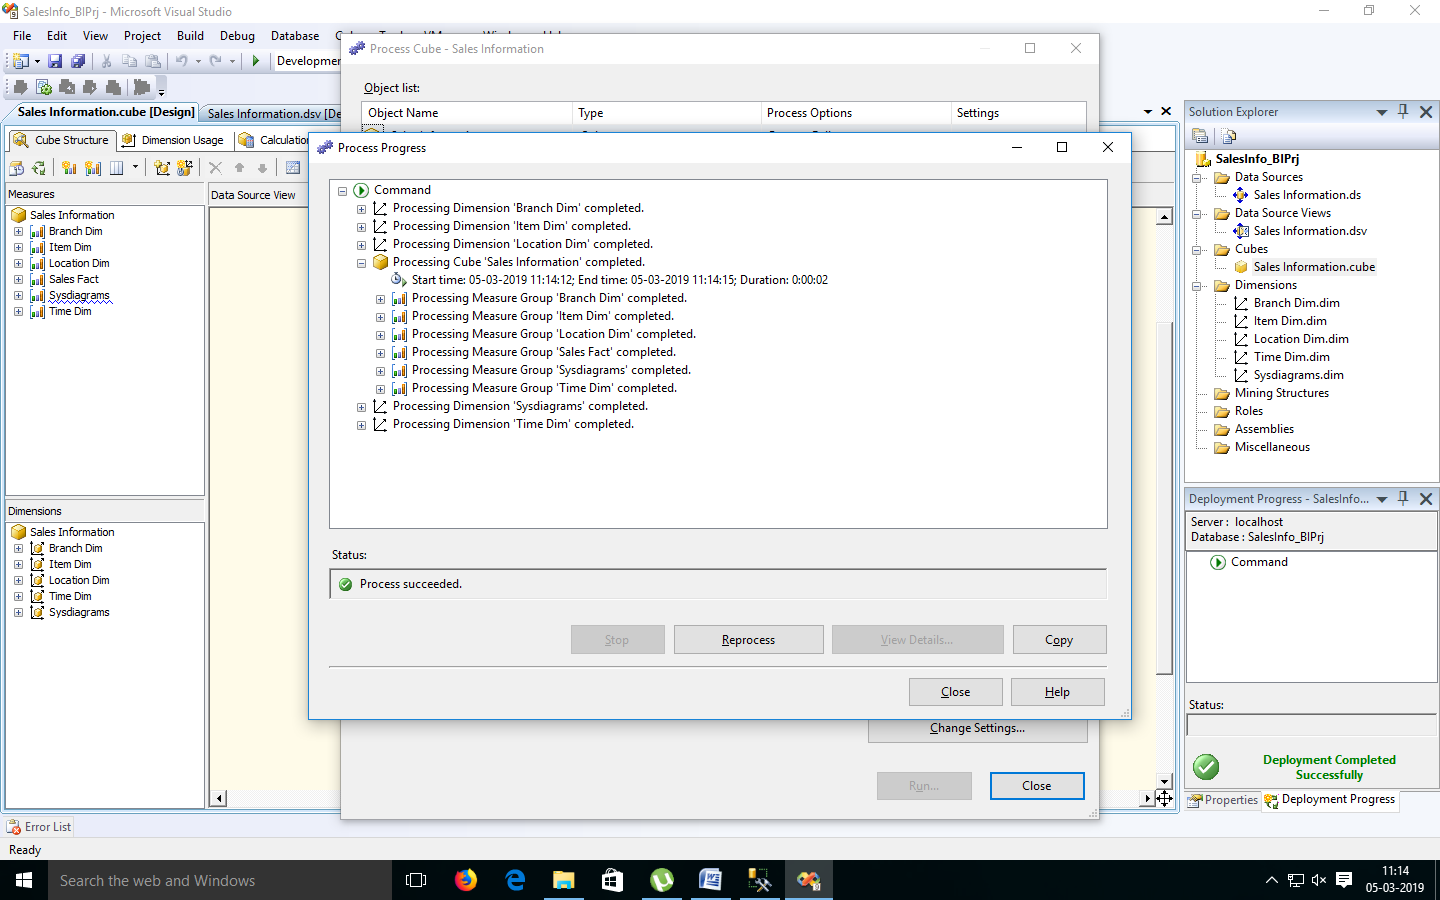 SalesInfo_BIPrj - Microsoft Visual Studio
File Edit View Project Build Debug Database
Developmen
Process Cube - Sales Information
Object list:
Object Name Type Process Options Settings
Sales Information.cube [Design] Sales Information.dsv [De
Cube Structure Dimension Usage Calculation
Measures
Sales Information
Branch Dim
Item Dim
Location Dim
Sales Fact
Sysdiagrams
Time Dim
Data Source View
Dimensions
Sales Information
Branch Dim
Item Dim
Location Dim
Time Dim
Sysdiagrams
Process Progress
Command
Processing Dimension 'Branch Dim' completed.
Processing Dimension 'Item Dim' completed.
Processing Dimension 'Location Dim' completed.
Processing Cube 'Sales Information' completed.
Start time: 05-03-2019 11:14:12; End time: 05-03-2019 11:14:15; Duration: 0:00:02
Processing Measure Group 'Branch Dim' completed.
Processing Measure Group 'Item Dim' completed.
Processing Measure Group 'Location Dim' completed.
Processing Measure Group 'Sales Fact' completed.
Processing Measure Group 'Sysdiagrams' completed.
Processing Measure Group 'Time Dim' completed.
Processing Dimension 'Sysdiagrams' completed.
Processing Dimension 'Time Dim' completed.
Status:
Process succeeded.
Stop Reprocess View Details... Copy
Close Help
Change Settings...
Run... Close
Solution Explorer
SalesInfo_BIPrj
Data Sources
Sales Information.ds
Data Source Views
Sales Information.dsv
Cubes
Sales Information.cube
Dimensions
Branch Dim.dim
Item Dim.dim
Location Dim.dim
Time Dim.dim
Sysdiagrams.dim
Mining Structures
Roles
Assemblies
Miscellaneous
Deployment Progress - SalesInfo...
Server : localhost
Database : SalesInfo_BIPrj
Command
Status:
Deployment Completed
Successfully
Properties Deployment Progress
Error List
Ready
Search the web and Windows
11:14
05-03-2019